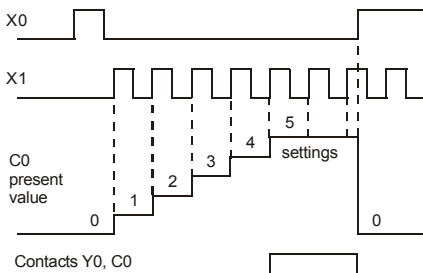 X0
X1
5
4
settings
3
C0
present
value
2
1
0
0
Contacts Y0, C0